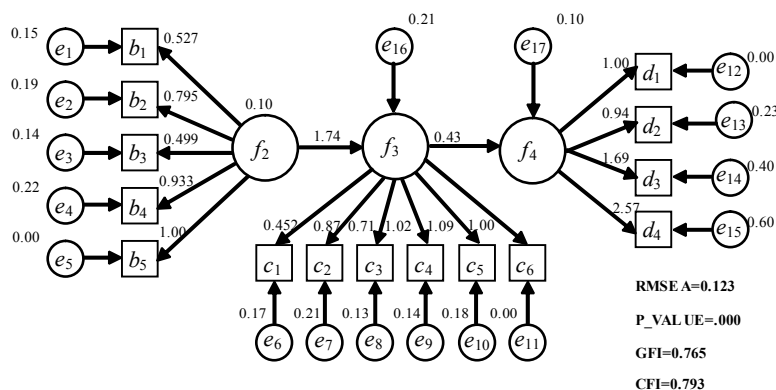 0.15 e1 b1 0.527
0.19 e2 b2 0.795
0.14 e3 b3 0.499
0.22 e4 b4 0.933
0.00 e5 b5 1.00
0.10 f2 1.74
0.21 e16 f3 0.43
0.10 e17 f4
1.00 d1 e12 0.00
0.94 d2 e13 0.23
1.69 d3 e14 0.40
2.57 d4 e15 0.60
0.452 0.87 0.71 1.02 1.09 1.00
c1 c2 c3 c4 c5 c6
0.17 0.21 0.13 0.14 0.18 0.00
e6 e7 e8 e9 e10 e11
RMSE A=0.123
P_VAL UE=.000
GFI=0.765
CFI=0.793